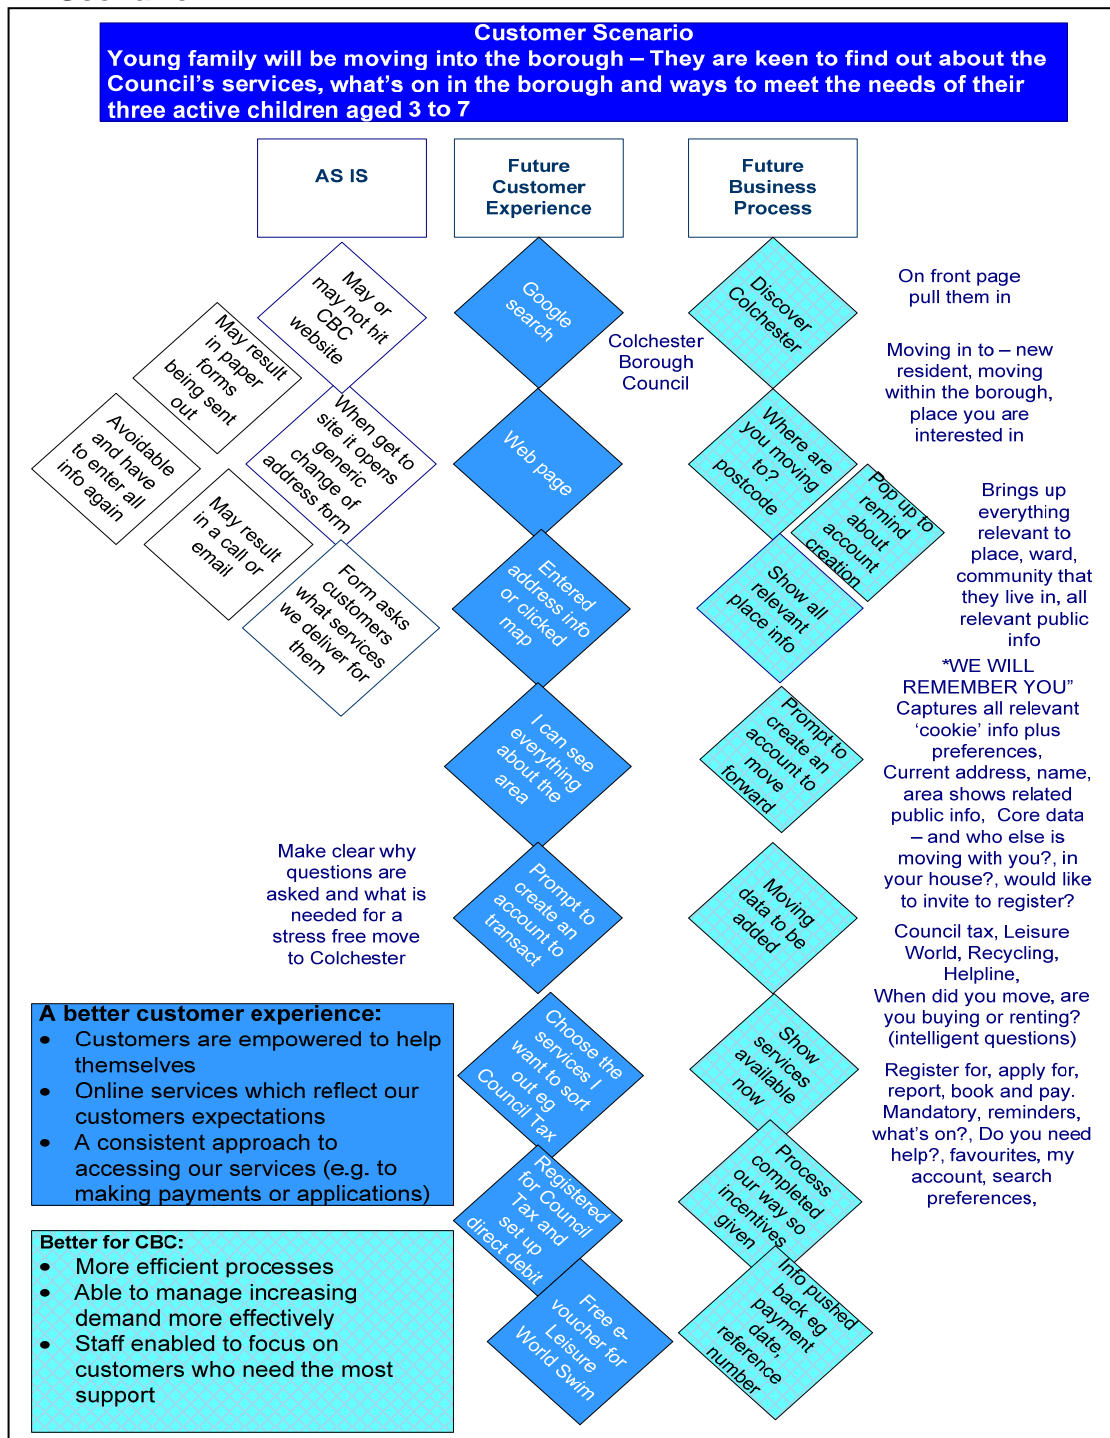 Customer Scenario
Young family will be moving into the borough – They are keen to find out about the
Council's services, what's on in the borough and ways to meet the needs of their
three active children aged 3 to 7
AS IS
Future
Customer
Experience
Future
Business
Process
May or
may not hit
CBC
website
May result
in paper
forms
being sent
out
When get to
site it opens
generic
change of
address form
Avoidable
and have
to enter all
info again
May result
in a call or
email
Form asks
customers
what services
we deliver for
them
Google
search
Colchester
Borough
Council
Web page
Entered
address info
or clicked
map
I can see
everything
about the
area
Make clear why
questions are
asked and what is
needed for a
stress free move
to Colchester
Prompt to
create an
account to
transact
Choose the
services I
want to sort
out eg
Council Tax
Registered
for Council
Tax and
set up
direct debit
Free e-
voucher for
Leisure
World Swim
Discover
Colchester
Where are
you moving
to?
postcode
Pop up to
remind
about
account
creation
Show all
relevant
place info
Prompt to
create an
account to
move
forward
Moving
data to be
added
Show
services
available
now
Process
completed
our way so
incentives
given
Info pushed
back eg
payment
date,
reference
number
On front page
pull them in
Moving in to – new
resident, moving
within the borough,
place you are
interested in
Brings up
everything
relevant to
place, ward,
community that
they live in, all
relevant public
info
*WE WILL
REMEMBER YOU"
Captures all relevant
'cookie' info plus
preferences,
Current address, name,
area shows related
public info,  Core data
– and who else is
moving with you?, in
your house?, would like
to invite to register?
Council tax, Leisure
World, Recycling,
Helpline,
When did you move, are
you buying or renting?
(intelligent questions)
Register for, apply for,
report, book and pay.
Mandatory, reminders,
what's on?, Do you need
help?, favourites, my
account, search
preferences,
A better customer experience:
• Customers are empowered to help
themselves
• Online services which reflect our
customers expectations
• A consistent approach to
accessing our services (e.g. to
making payments or applications)
Better for CBC:
• More efficient processes
• Able to manage increasing
demand more effectively
• Staff enabled to focus on
customers who need the most
support